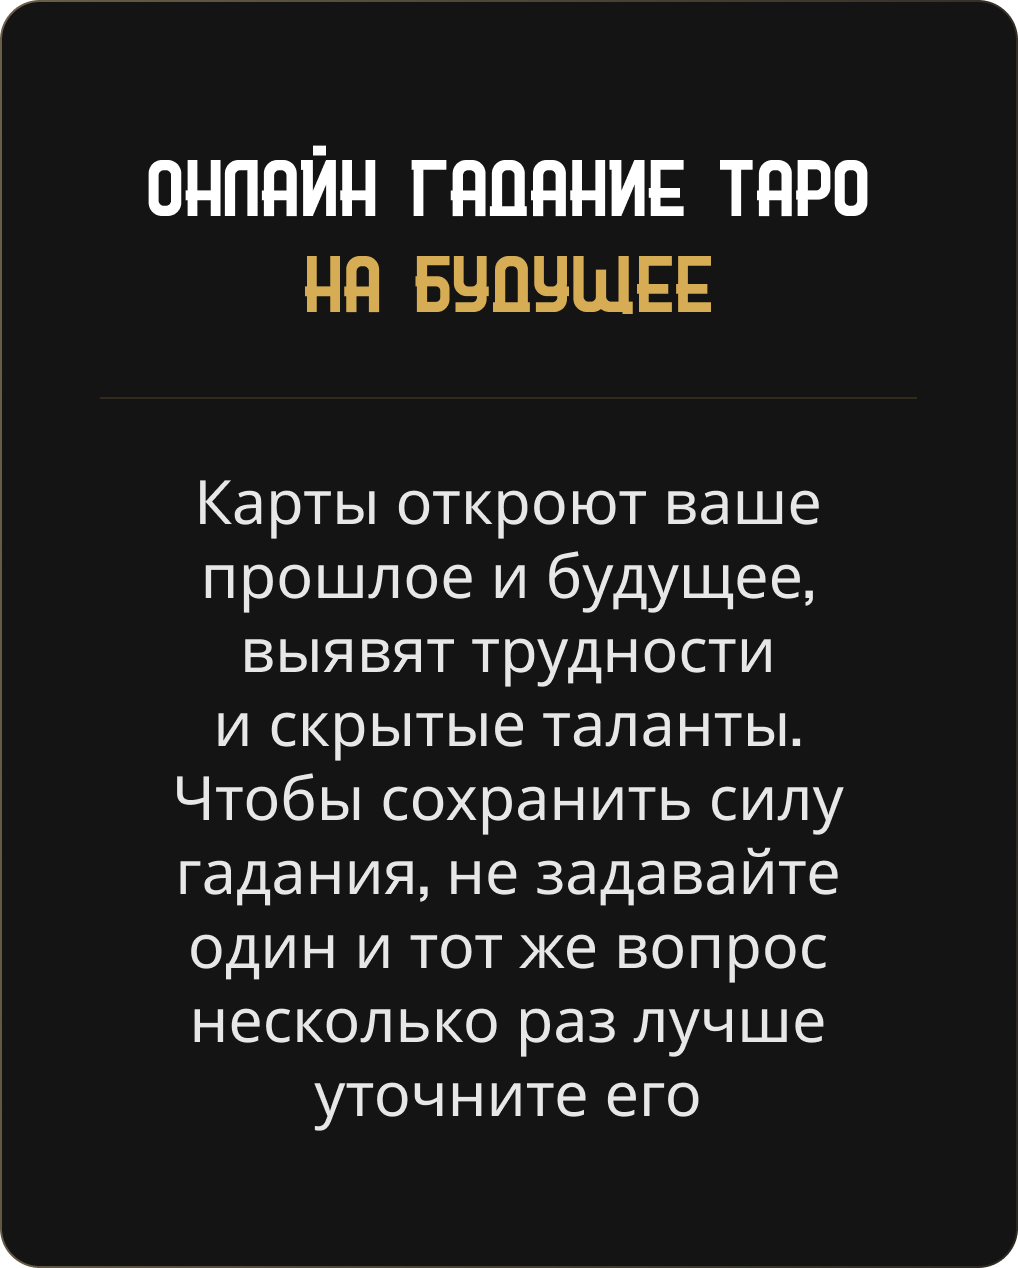 ОНЛАЙН ГАДАНИЕ ТАРО
НА БУДУЩЕЕ
Карты откроют ваше
прошлое и будущее,
выявят трудности
и скрытые таланты.
Чтобы сохранить силу
гадания, не задавайте
один и тот же вопрос
несколько раз лучше
уточните его